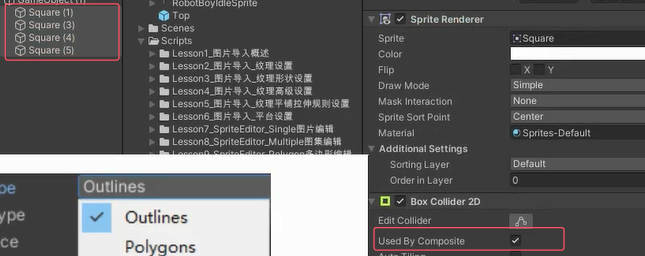 Square (1)
Square (3)
Square (4)
Square (5)
RobotBoyIdleSprite
Top
Scenes
Scripts
Lesson1_图片导入概述
Lesson2_图片导入_纹理设置
Lesson3_图片导入_纹理形状设置
Lesson4_图片导入_纹理高级设置
Lesson5_图片导入_纹理平铺拉伸规则设置
Lesson6_图片导入_平台设置
Lesson7_SpriteEditor_Single图片编辑
Lesson8_SpriteEditor_Multiple图集编辑
Lesson9_SpriteEditor_Polygon多边形编辑
Outlines
Outlines
Polygons
Sprite Renderer
Sprite
Square
Color
Flip
X
Y
Draw Mode
Simple
Mask Interaction
None
Sprite Sort Point
Center
Material
Sprites-Default
Additional Settings
Sorting Layer
Default
Order in Layer
0
Box Collider 2D
Edit Collider
Used By Composite
Auto Tiling